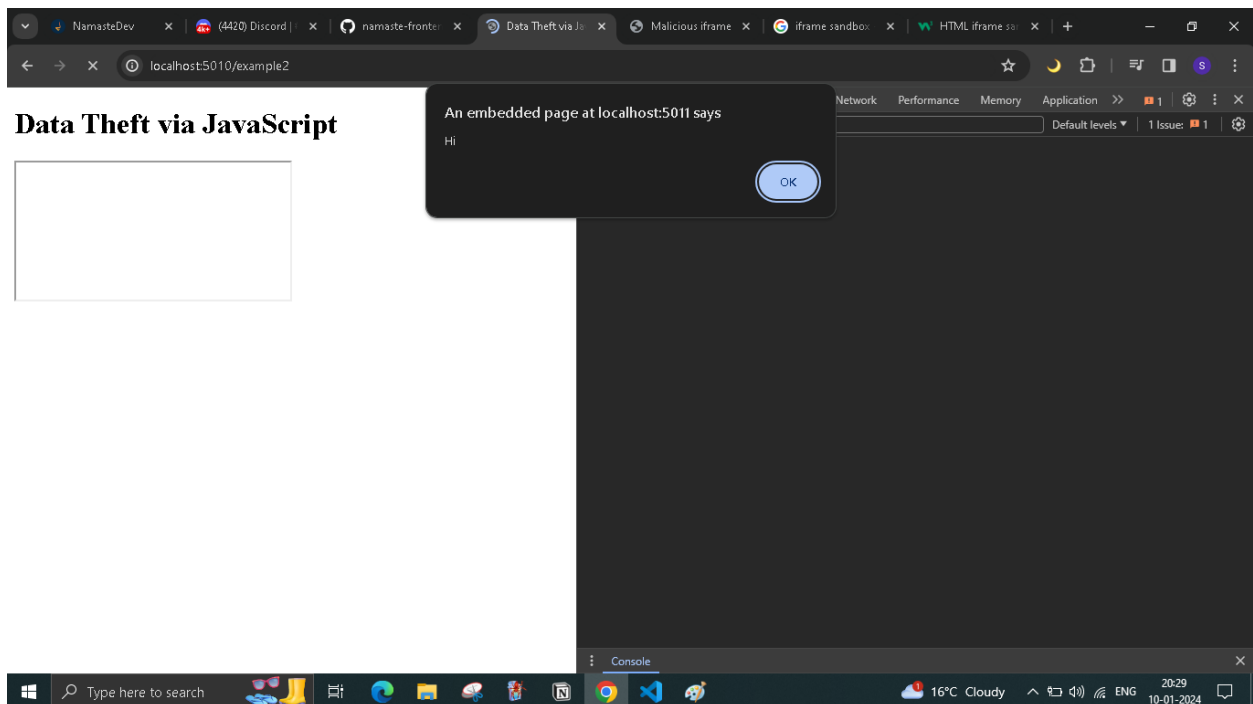 NamasteDev
(4420) Discord |
namaste-fronter
Data Theft via Ja
Malicious iframe
iframe sandbox
HTML iframe sa
localhost:5010/example2
S
Data Theft via JavaScript
An embedded page at localhost:5011 says
Hi
OK
Network
Performance
Memory
Application
1
Default levels
1 Issue:
1
Console
Type here to search
16°C Cloudy
ENG
20:29
10-01-2024